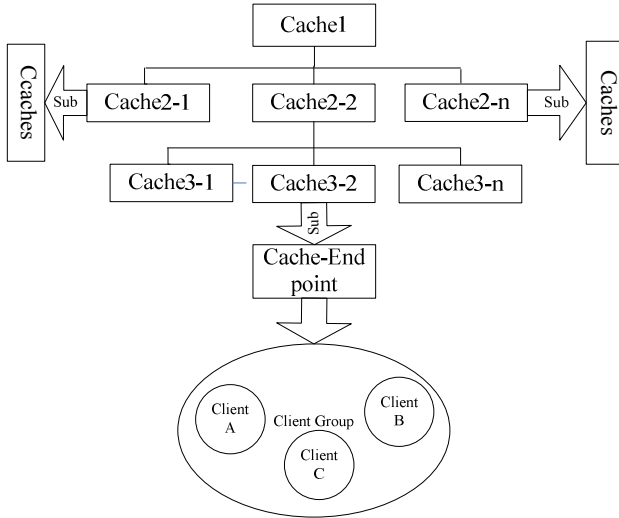 Cache1
Ccaches
Sub
Cache2-1
Cache2-2
Cache2-n
Sub
Caches
Cache3-1
Cache3-2
Cache3-n
Sub
Cache-End
point
Client
A
Client Group
Client
B
Client
C